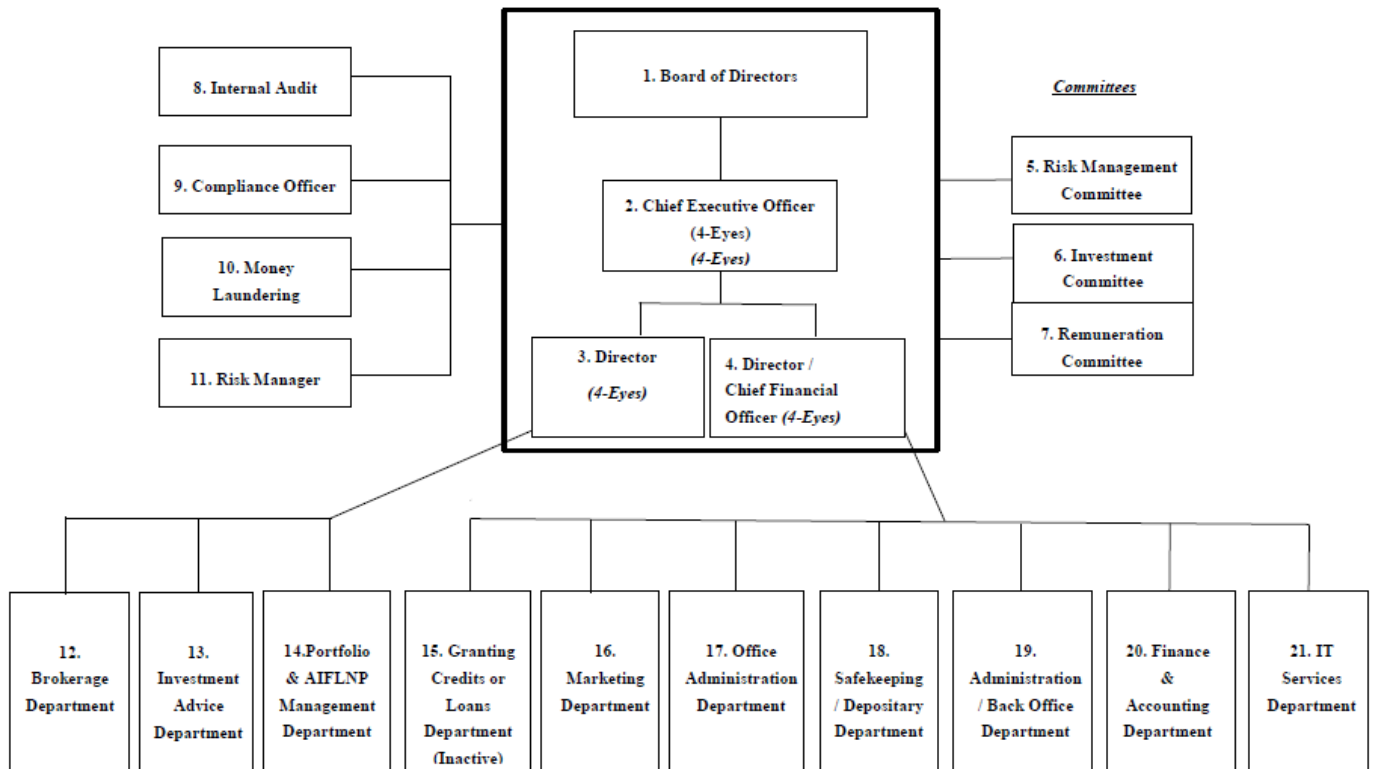 1. Board of Directors
8. Internal Audit
Committees
9. Compliance Officer
5. Risk Management
Committee
2. Chief Executive Officer
(4-Eyes)
(4-Eyes)
10. Money
Laundering
6. Investment
Committee
3. Director
(4-Eyes)
4. Director /
Chief Financial
Officer (4-Eyes)
7. Remuneration
Committee
11. Risk Manager
12.
Brokerage
Department
13.
Investment
Advice
Department
14.Portfolio
& AIFLNP
Management
Department
15. Granting
Credits or
Loans
Department
(Inactive)
16.
Marketing
Department
17. Office
Administration
Department
18.
Safekeeping
/ Depositary
Department
19.
Administration
/ Back Office
Department
20. Finance
&
Accounting
Department
21. IT
Services
Department